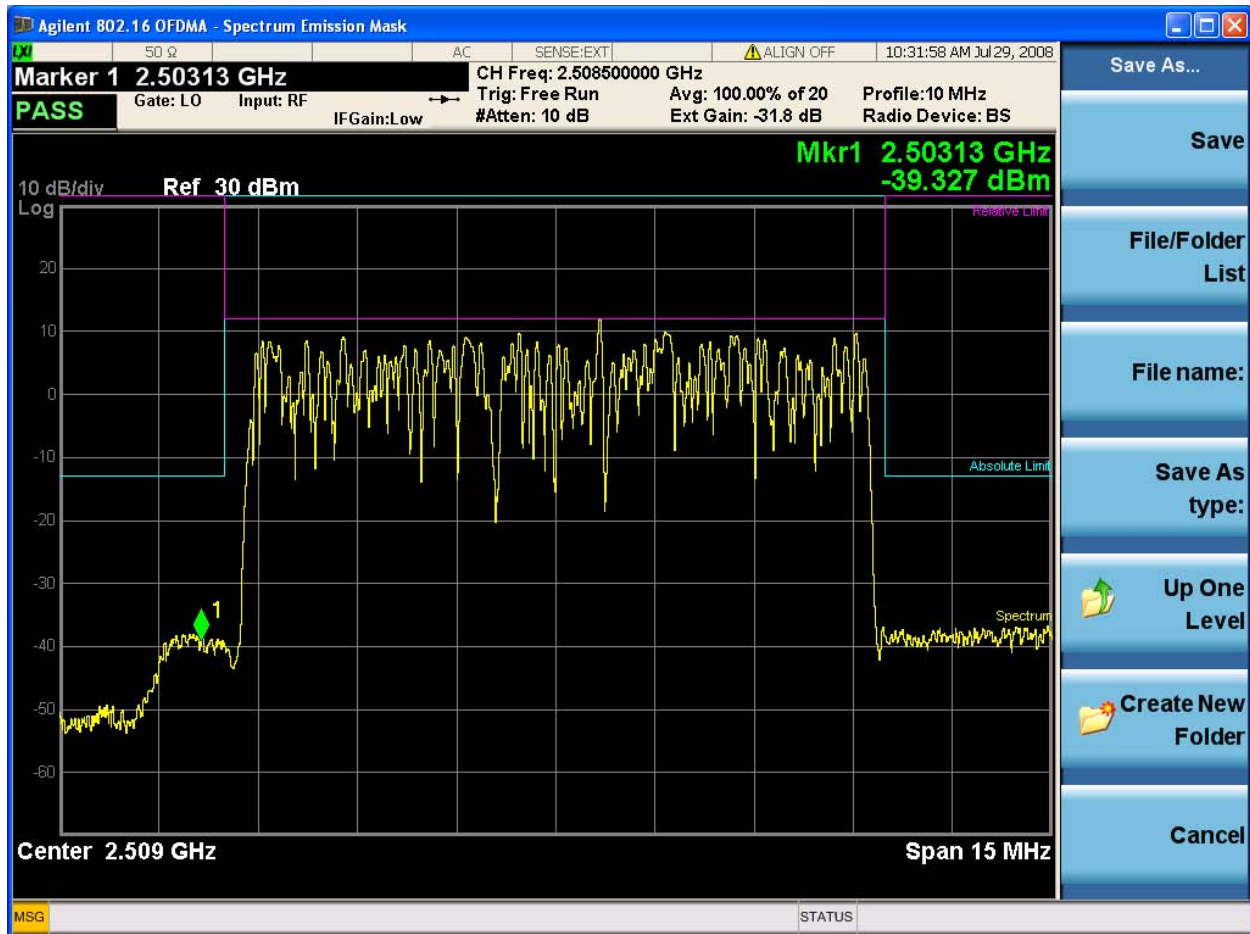 Agilent 802.16 OFDMA - Spectrum Emission Mask
LXI 50 Ω AC SENSE:EXT ALIGN OFF 10:31:58 AM Jul 29, 2008
Marker 1 2.50313 GHz
PASS
Gate: LO Input: RF
IFGain:Low
CH Freq: 2.508500000 GHz
Trig: Free Run Avg: 100.00% of 20 Profile:10 MHz
#Atten: 10 dB Ext Gain: -31.8 dB Radio Device: BS
Mkr1 2.50313 GHz
-39.327 dBm
10 dB/div Ref 30 dBm
Log
Relative Limit
20
10
0
-10
Absolute Limit
-20
-30
1
Spectrum
-40
-50
-60
Center 2.509 GHz Span 15 MHz
MSG STATUS
Save As...
Save
File/Folder
List
File name:
Save As
type:
Up One
Level
Create New
Folder
Cancel